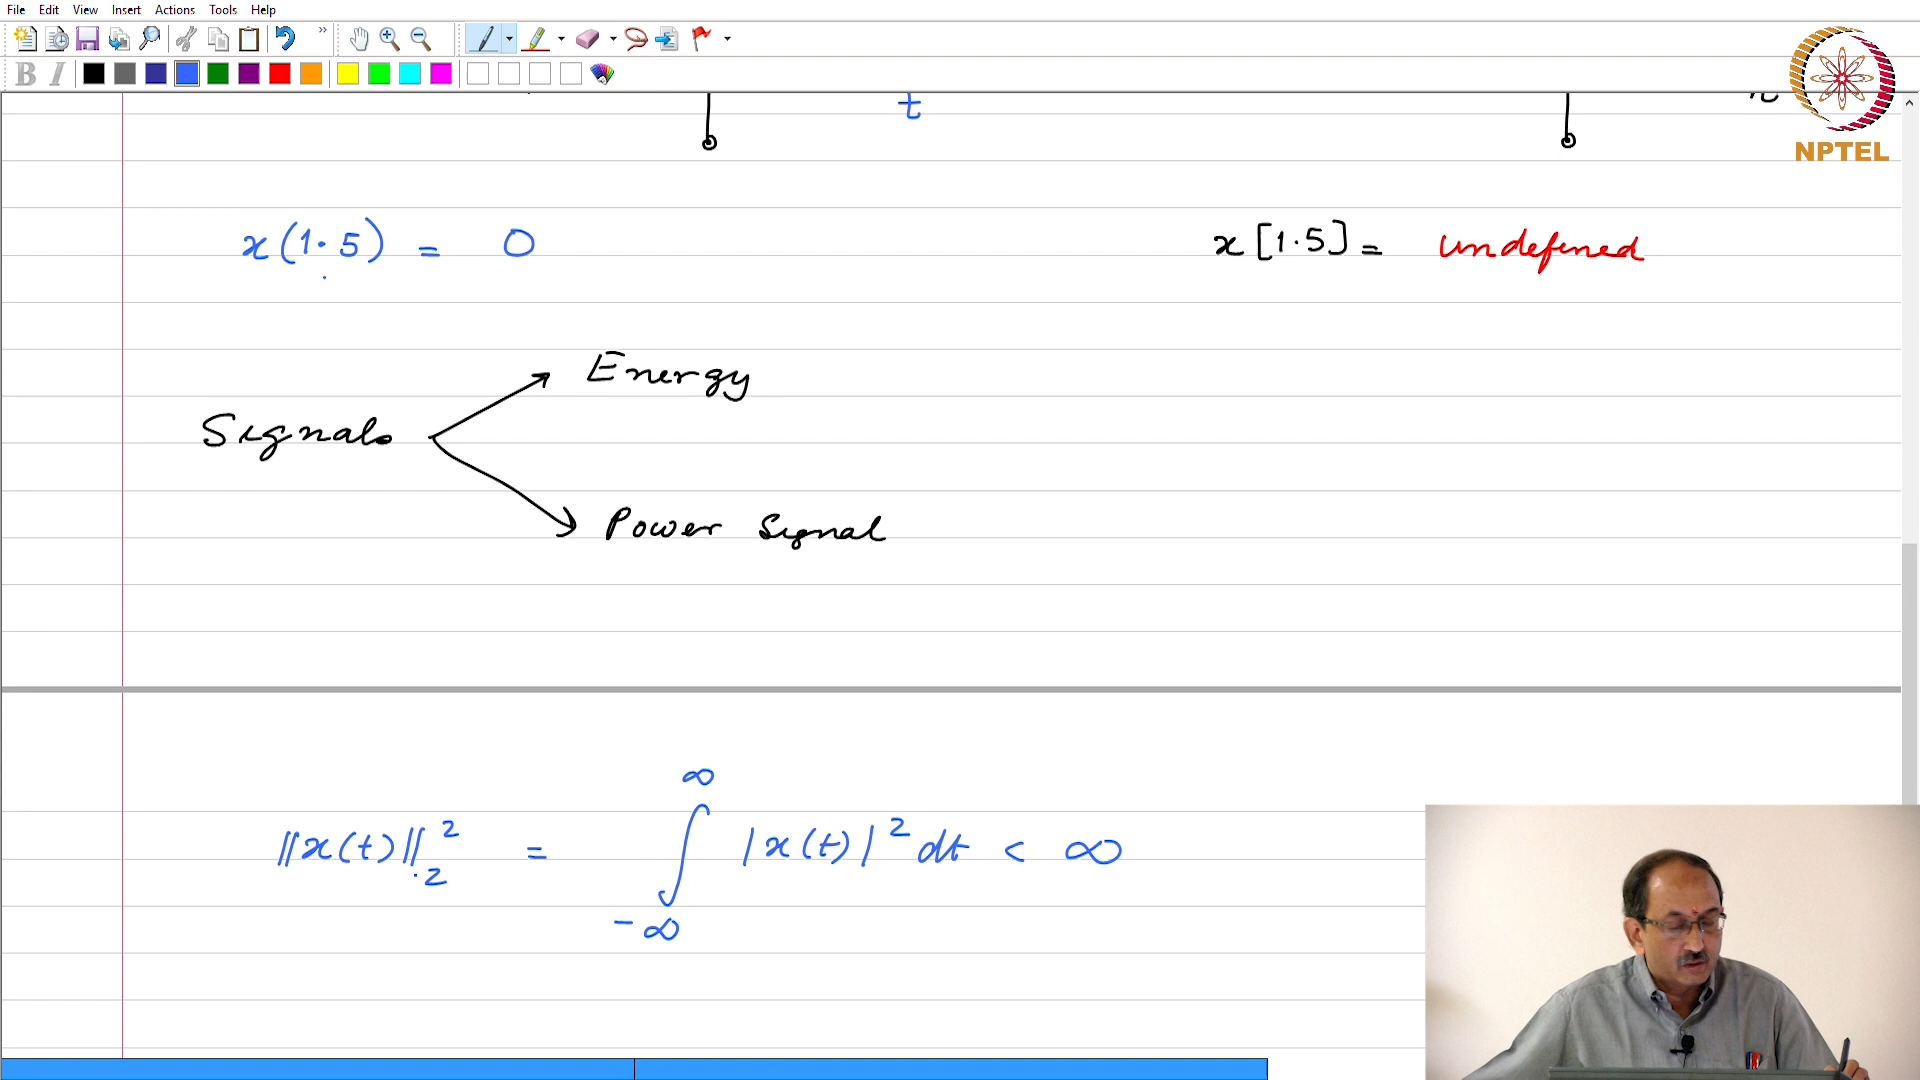 File Edit View Insert Actions Tools Help
B I
NPTEL
t n
x(1.5) = 0
x[1.5] = undefined
Energy
Signals
Power Signal
∞
||x(t)||₂² = ∫ |x(t)|² dt < ∞
-∞